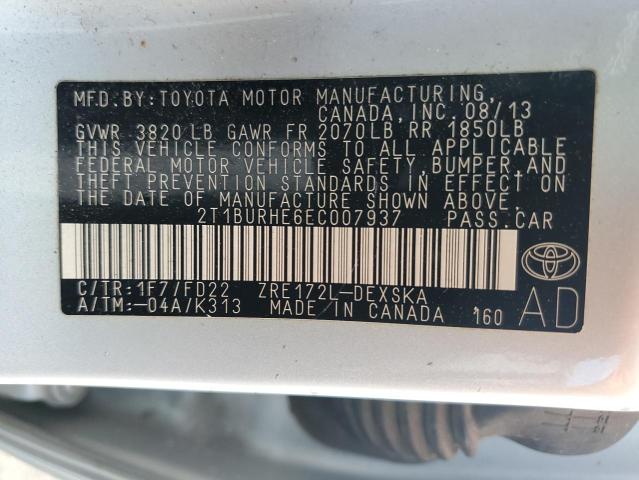 MFD. BY: TOYOTA MOTOR MANUFACTURING,
CANADA, INC. 08/13
GVWR 3820 LB GAWR FR 2070LB, RR 1850LB
THIS VEHICLE CONFORMS TO ALL APPLICABLE
FEDERAL MOTOR VEHICLE SAFETY, BUMPER AND
THEFT PREVENTION STANDARDS IN EFFECT ON
THE DATE OF MANUFACTURE SHOWN ABOVE.
2T1BURHE6EC007937 PASS.CAR
C/TR: 1F7/FD22 ZRE172L-DEXSKA
A/TM: -04A/K313 MADE IN CANADA 160
AD